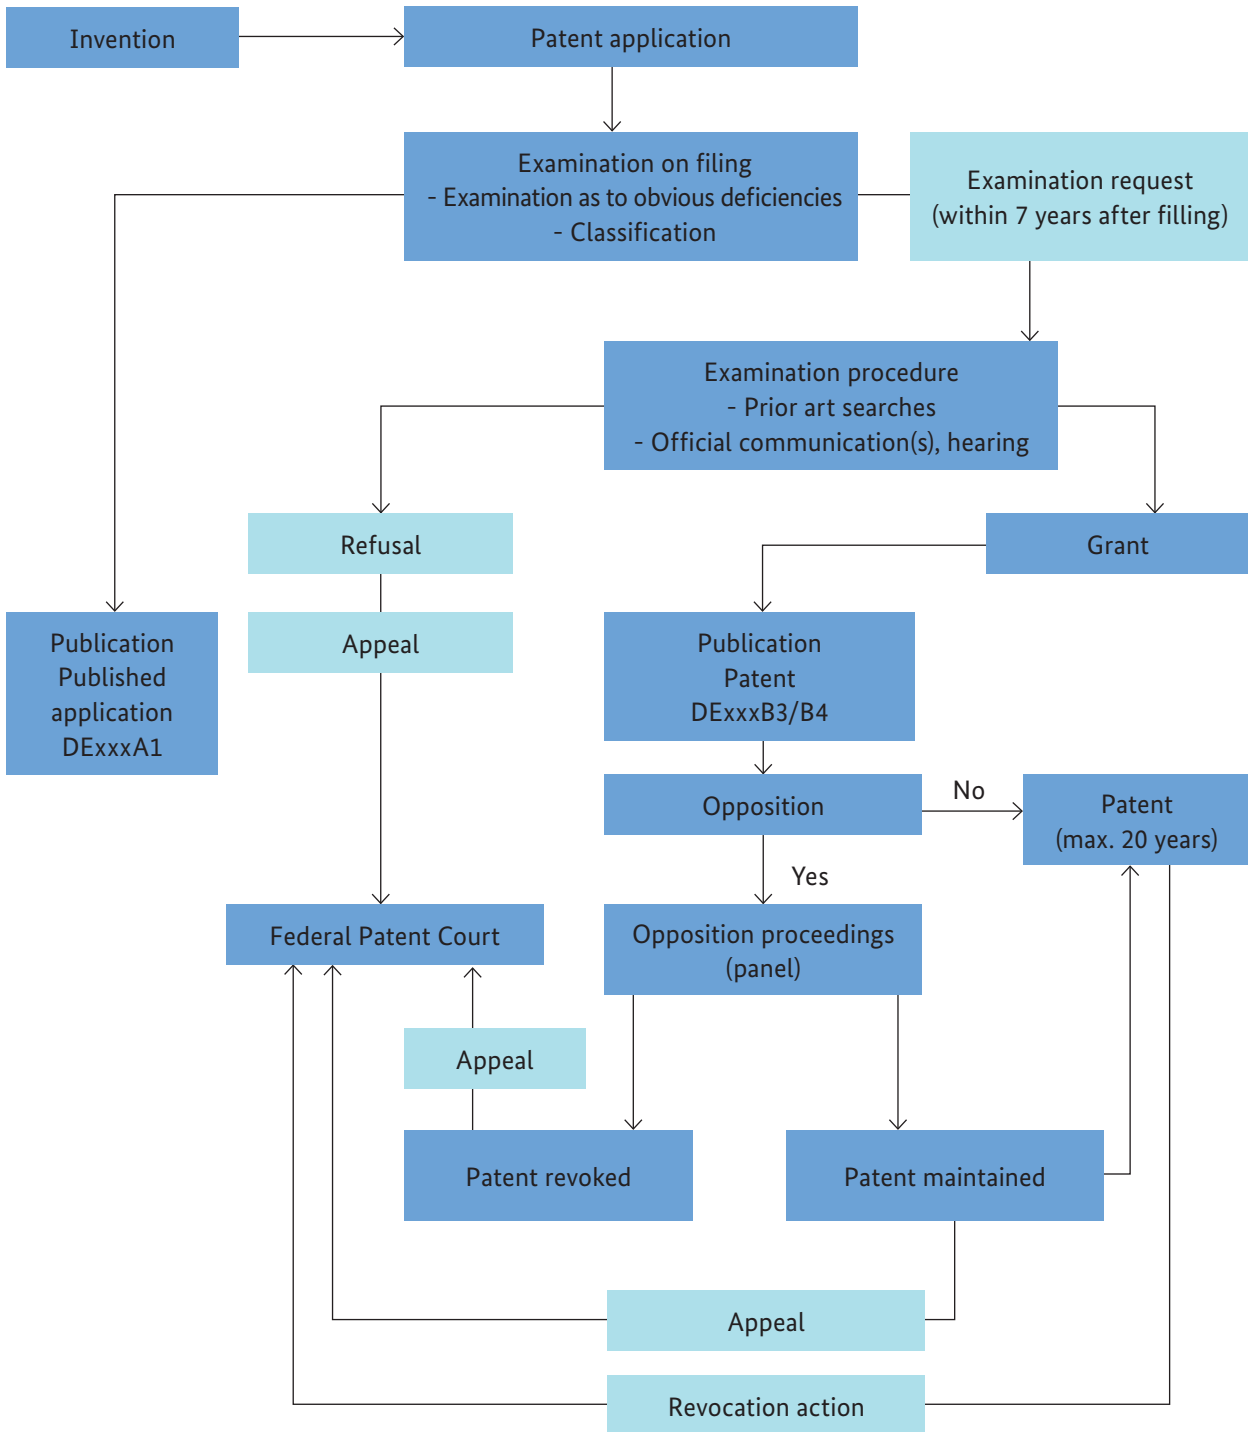 Invention
Patent application
Examination on filing
- Examination as to obvious deficiencies
- Classification
Examination request
(within 7 years after filling)
Examination procedure
- Prior art searches
- Official communication(s), hearing
Refusal
Grant
Appeal
Publication
Published
application
DExxxA1
Publication
Patent
DExxxB3/B4
Opposition
No
Patent
(max. 20 years)
Yes
Federal Patent Court
Opposition proceedings
(panel)
Appeal
Patent revoked
Patent maintained
Appeal
Revocation action